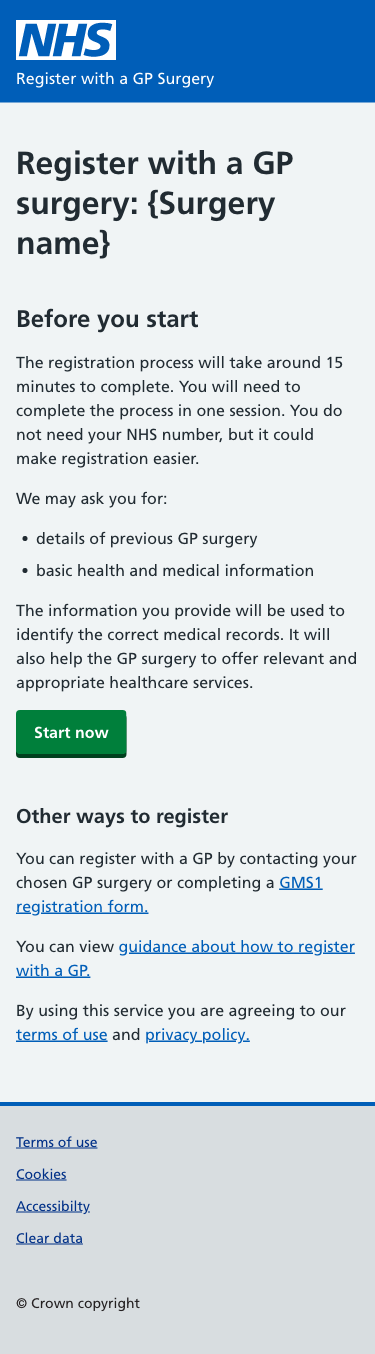 NHS
Register with a GP Surgery
Register with a GP
surgery: {Surgery
name}
Before you start
The registration process will take around 15
minutes to complete. You will need to
complete the process in one session. You do
not need your NHS number, but it could
make registration easier.
We may ask you for:
• details of previous GP surgery
• basic health and medical information
The information you provide will be used to
identify the correct medical records. It will
also help the GP surgery to offer relevant and
appropriate healthcare services.
Start now
Other ways to register
You can register with a GP by contacting your
chosen GP surgery or completing a GMS1
registration form.
You can view guidance about how to register
with a GP.
By using this service you are agreeing to our
terms of use and privacy policy.
Terms of use
Cookies
Accessibilty
Clear data
© Crown copyright